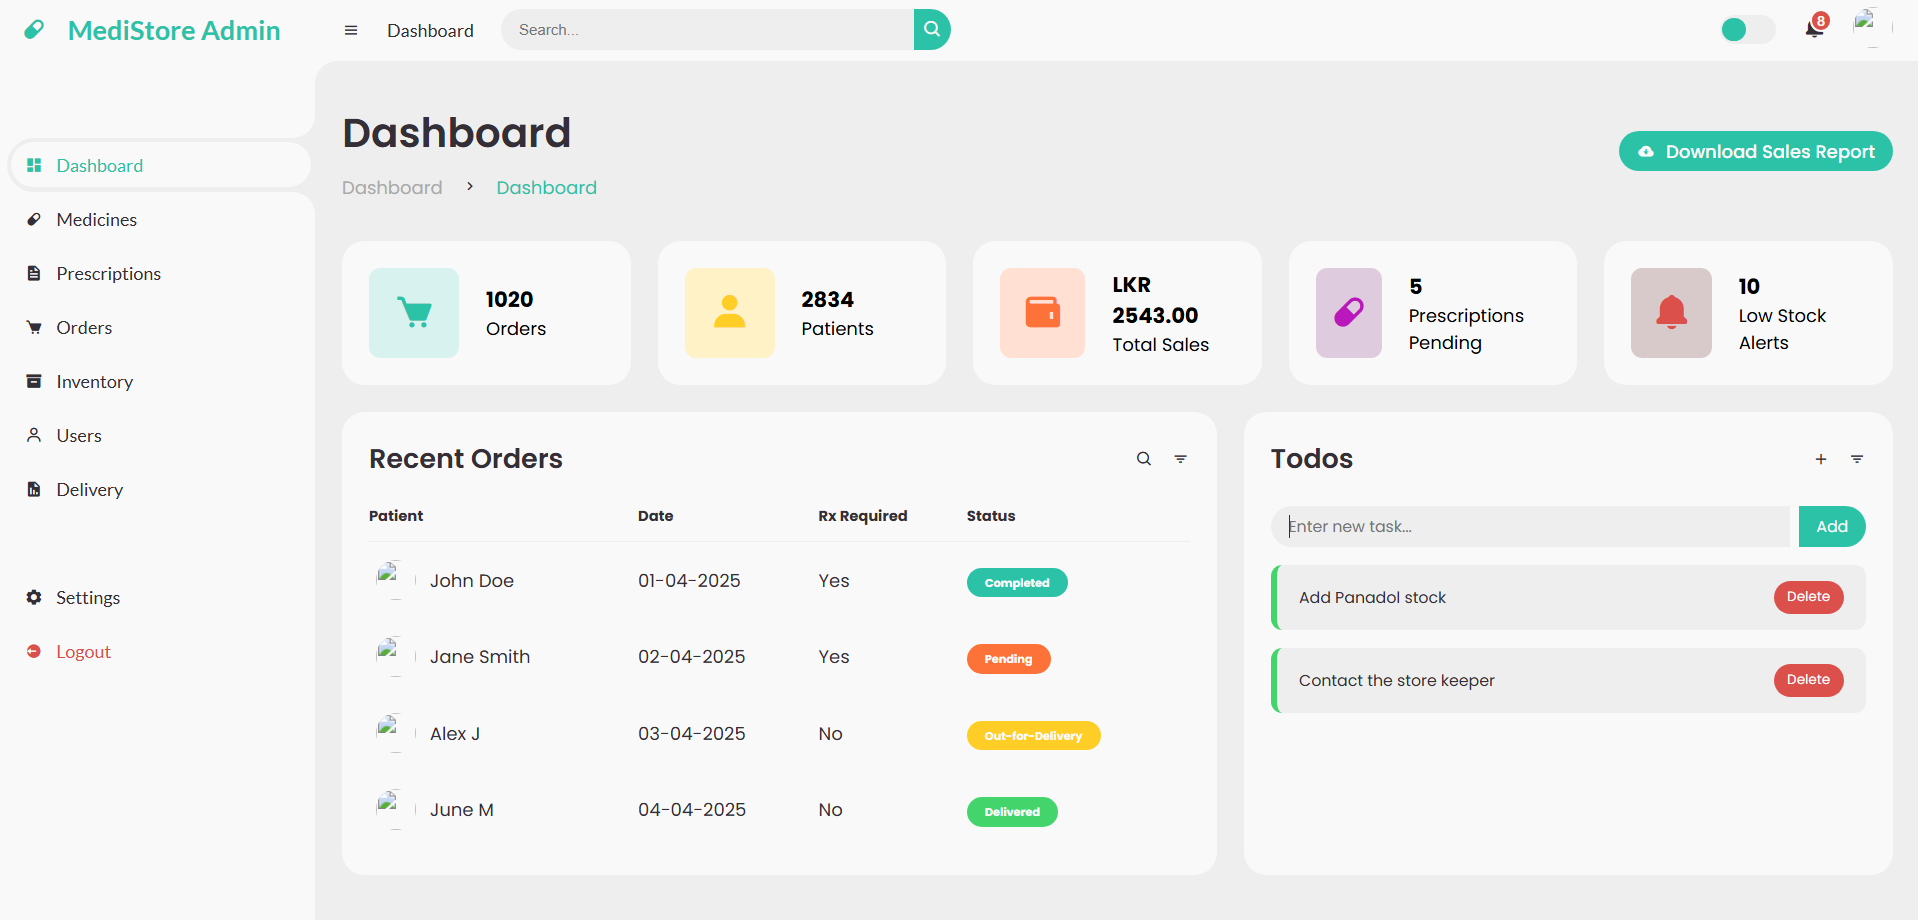 MediStore Admin
Dashboard
Search...
8
Dashboard
Medicines
Prescriptions
Orders
Inventory
Users
Delivery
Settings
Logout
Dashboard
Dashboard > Dashboard
Download Sales Report
1020
Orders
2834
Patients
LKR
2543.00
Total Sales
5
Prescriptions
Pending
10
Low Stock
Alerts
Recent Orders
Patient Date Rx Required Status
John Doe 01-04-2025 Yes Completed
Jane Smith 02-04-2025 Yes Pending
Alex J 03-04-2025 No Out-for-Delivery
June M 04-04-2025 No Delivered
Todos
Enter new task...
Add
Add Panadol stock Delete
Contact the store keeper Delete